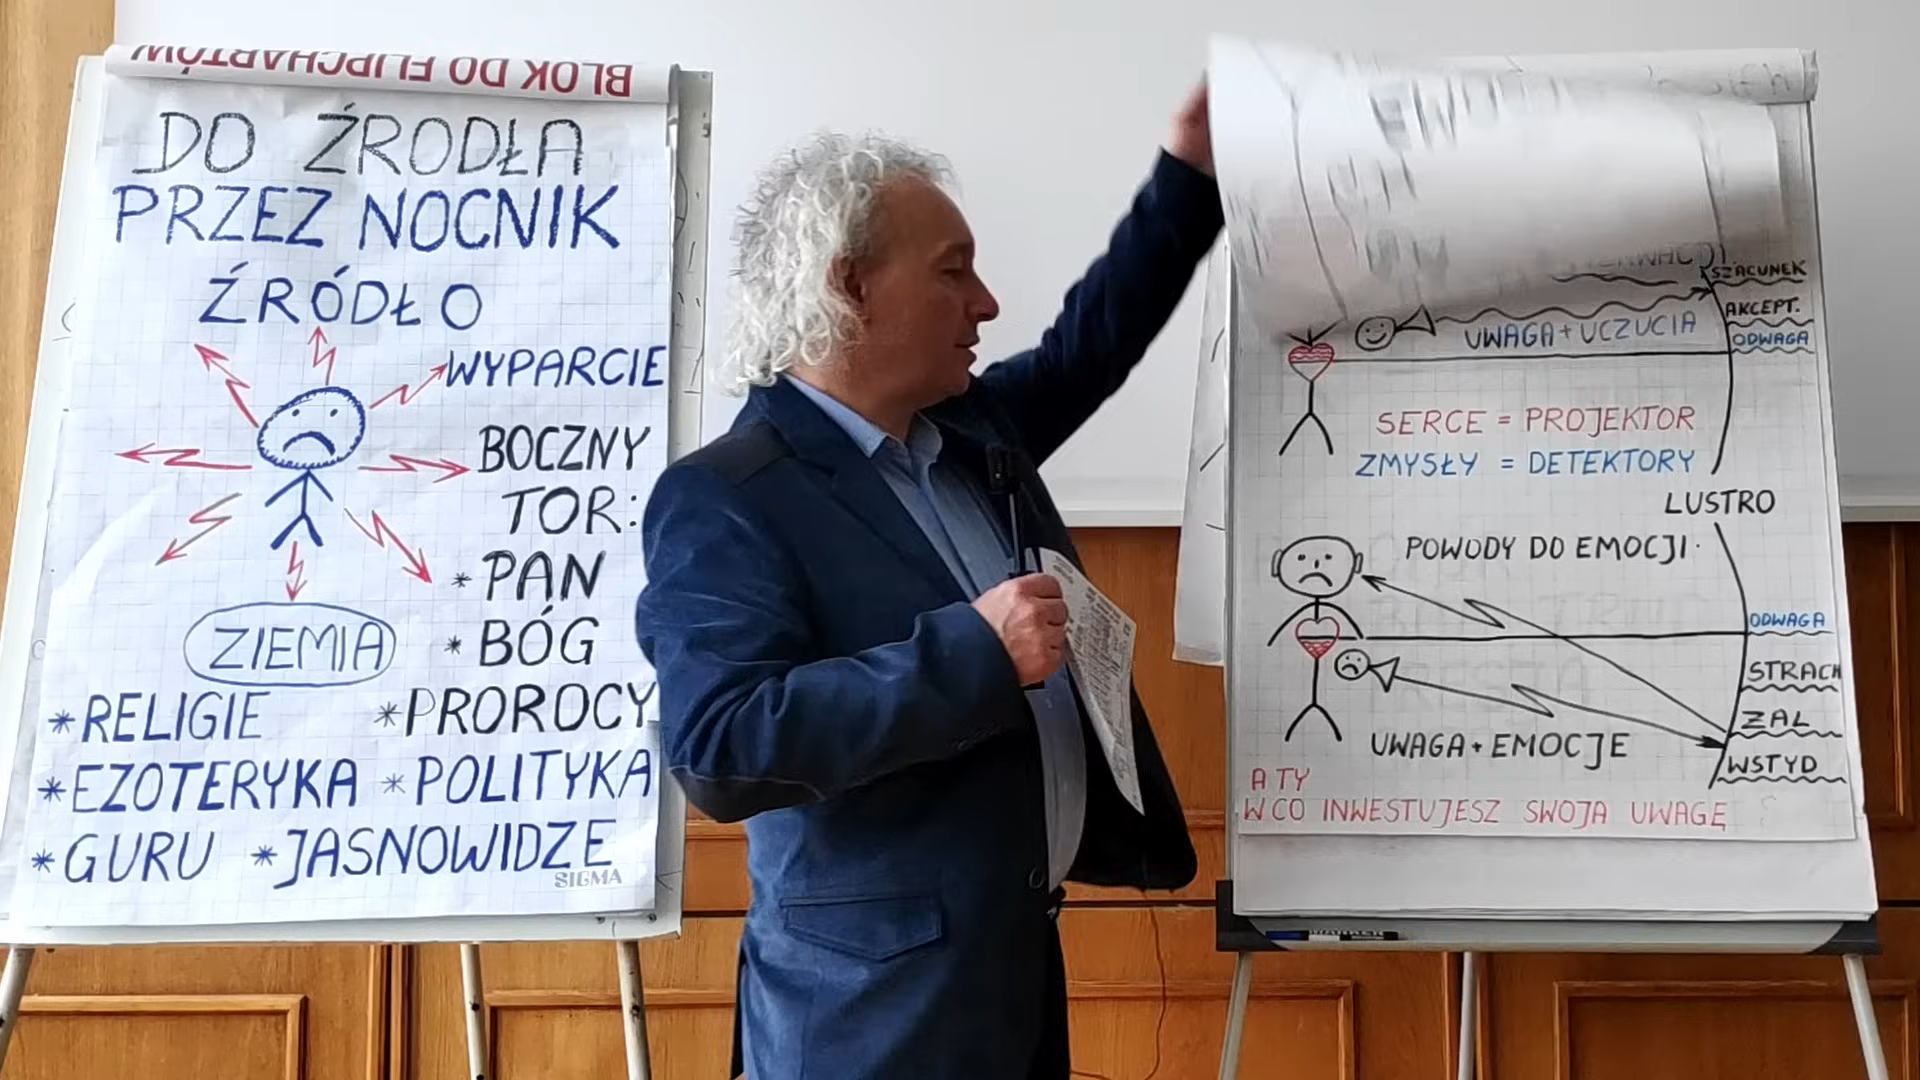 BLOK DO FLIPCHARTÓW
DO ŹRODŁA
PRZEZ NOCNIK
ŹRÓDŁO
WYPARCIE
BOCZNY
TOR:
* PAN
* BÓG
ZIEMIA
* RELIGIE
* PROROCY
* EZOTERYKA
* POLITYKA
* GURU
* JASNOWIDZE
SIGMA
SZACUNEK
AKCEPT.
UWAGA + UCZUCIA
ODWAGA
SERCE = PROJEKTOR
ZMYSŁY = DETEKTORY
LUSTRO
POWODY DO EMOCJI
ODWAGA
STRACH
ZAL
UWAGA + EMOCJE
WSTYD
A TY
W CO INWESTUJESZ SWOJA UWAGĘ ?